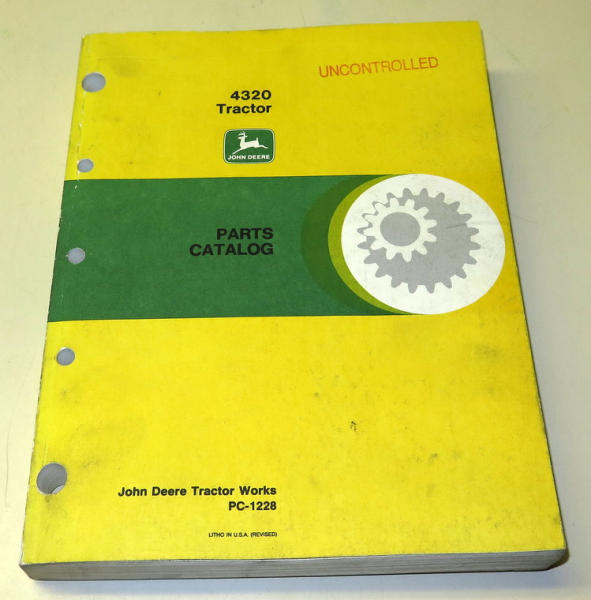 UNCONTROLLED
4320
Tractor
JOHN DEERE
PARTS
CATALOG
John Deere Tractor Works
PC-1228
LITHO IN U.S.A. (REVISED)